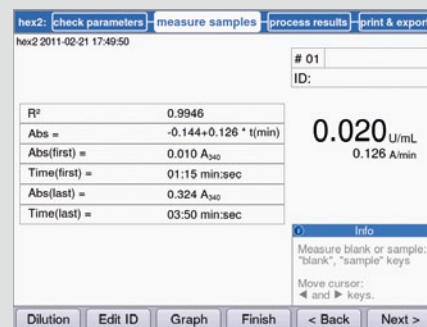 hex2: check parameters measure samples process results print & export
hex2 2011-02-21 17:49:50
# 01
ID:
R² 0.9946
Abs = -0.144+0.126 * t(min)
Abs(first) = 0.010 A₃₄₀
Time(first) = 01:15 min:sec
Abs(last) = 0.324 A₃₄₀
Time(last) = 03:50 min:sec
0.020 U/mL
0.126 A/min
Info
Measure blank or sample:
"blank", "sample" keys
Move cursor:
◄ and ► keys.
Dilution Edit ID Graph Finish < Back Next >